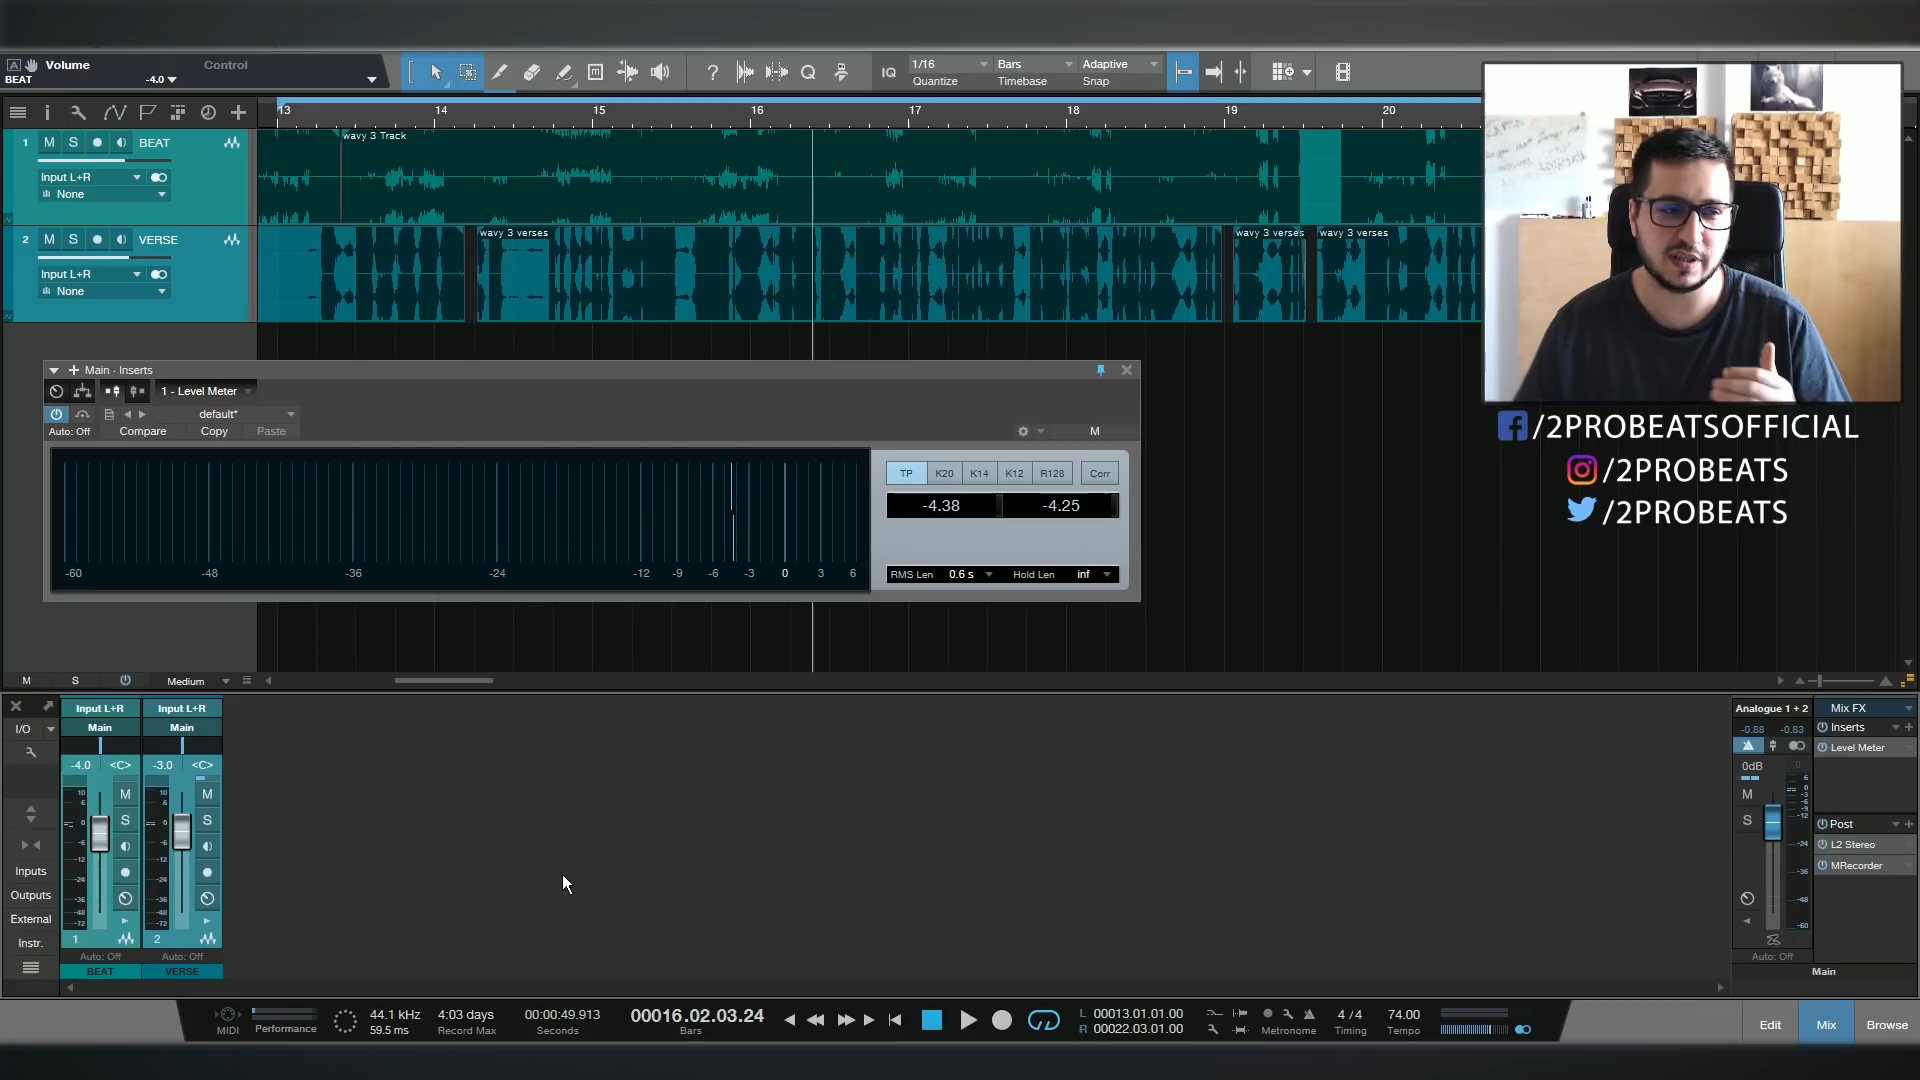 Volume
Control
BEAT
-4.0
IQ
1/16
Quantize
Bars
Timebase
Adaptive
Snap
13 14 15 16 17 18 19 20
1 M S BEAT
Input L+R
None
wavy 3 Track
2 M S VERSE
Input L+R
None
wavy 3 verses
wavy 3 verses
wavy 3 verses
/2PROBEATSOFFICIAL
/2PROBEATS
/2PROBEATS
Main - Inserts
1 - Level Meter
default*
Auto: Off
Compare
Copy
Paste
M
TP K20 K14 K12 R128 Corr
-4.38 -4.25
-60 -48 -36 -24 -12 -9 -6 -3 0 3 6
RMS Len 0.6 s Hold Len inf
M S Medium
I/O
Inputs
Outputs
External
Instr.
Input L+R
Main
-4.0 <C>
M
S
1
Auto: Off
BEAT
Input L+R
Main
-3.0 <C>
M
S
2
Auto: Off
VERSE
Analogue 1 + 2
-0.88 -0.83
0dB
M
S
Auto: Off
Main
Mix FX
Inserts
Level Meter
Post
L2 Stereo
MRecorder
MIDI
Performance
44.1 kHz
59.5 ms
4:03 days
Record Max
00:00:49.913
Seconds
00016.02.03.24
Bars
L 00013.01.01.00
R 00022.03.01.00
Metronome
4 / 4
Timing
74.00
Tempo
Edit
Mix
Browse